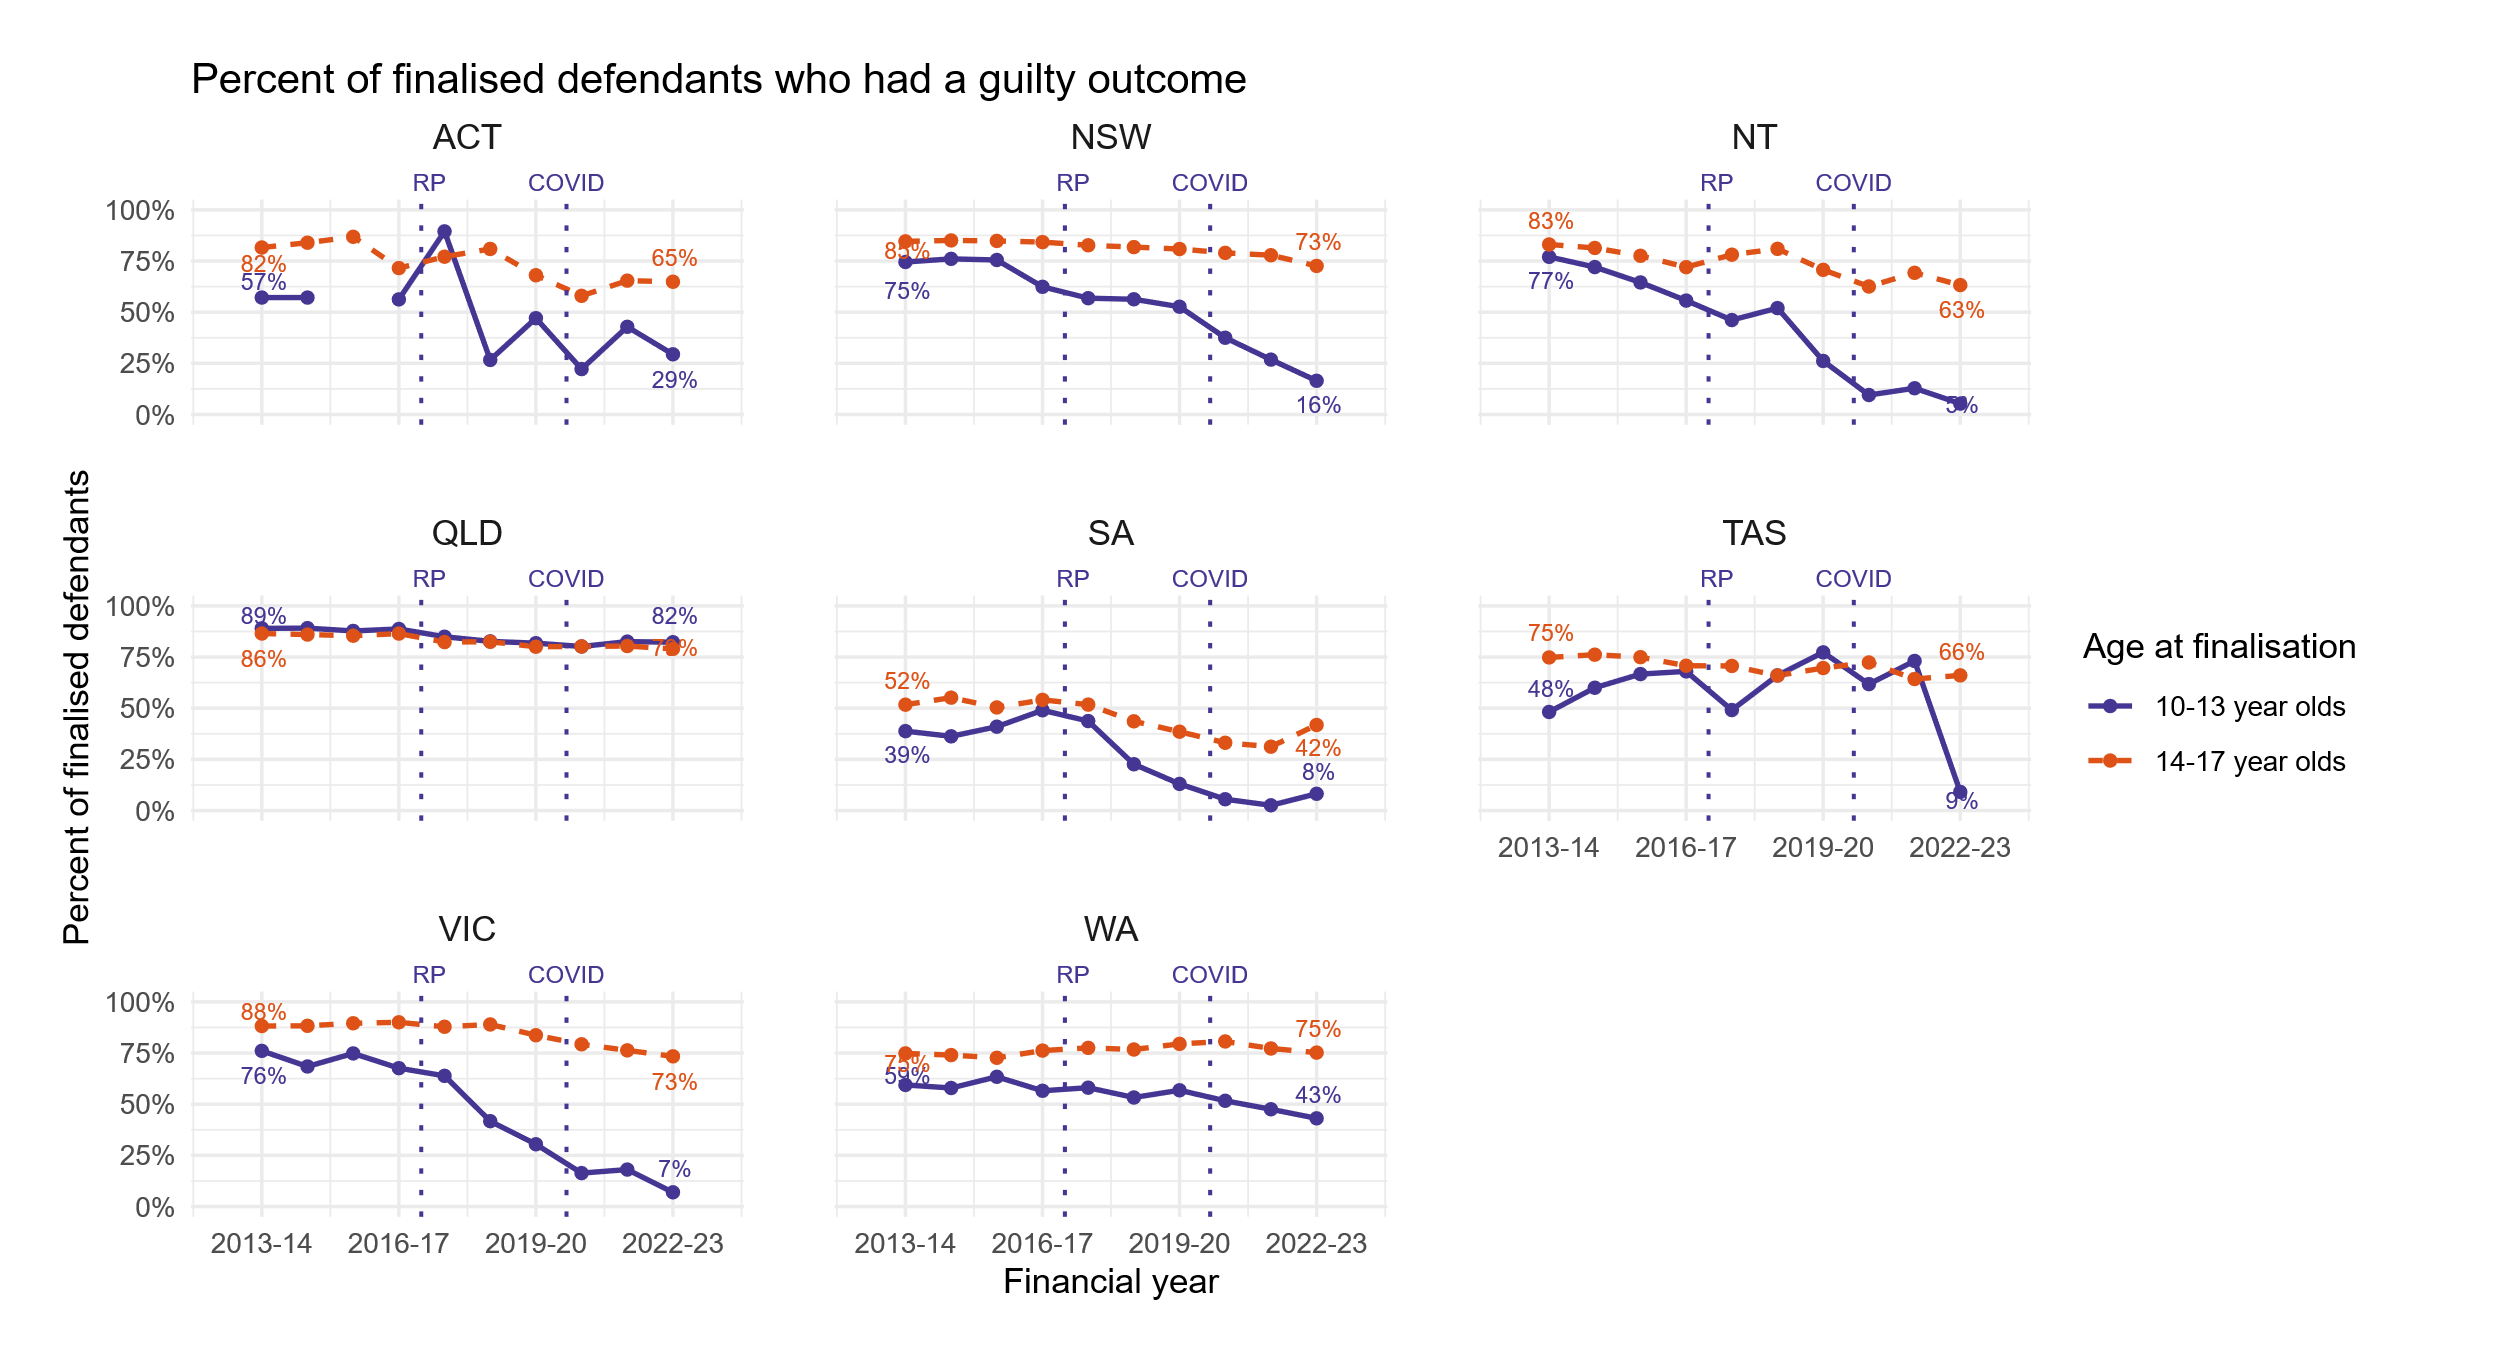 Percent of finalised defendants who had a guilty outcome
ACT
NSW
NT
RP COVID
RP COVID
RP COVID
100%
75%
50%
25%
0%
82%
57%
65%
29%
85%
75%
73%
16%
83%
77%
63%
5%
Percent of finalised defendants
QLD
SA
TAS
RP COVID
RP COVID
RP COVID
100%
75%
50%
25%
0%
89%
86%
82%
52%
39%
42%
8%
75%
48%
66%
9%
2013-14 2016-17 2019-20 2022-23
Age at finalisation
10-13 year olds
14-17 year olds
VIC
WA
RP COVID
RP COVID
100%
75%
50%
25%
0%
88%
76%
73%
7%
75%
59%
75%
43%
2013-14 2016-17 2019-20 2022-23
2013-14 2016-17 2019-20 2022-23
Financial year